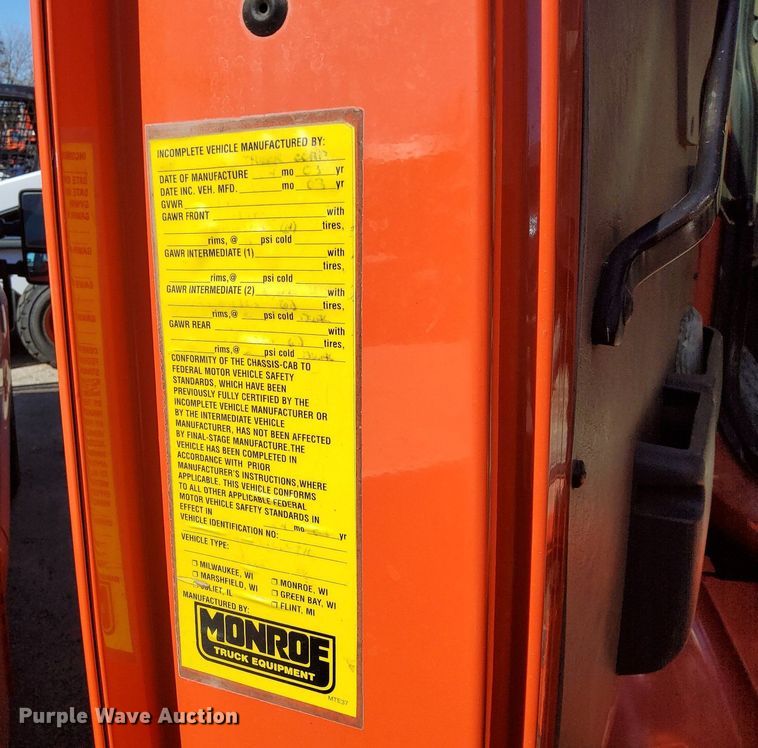 INCOMPLETE VEHICLE MANUFACTURED BY:
DATE OF MANUFACTURE mo 03 yr
DATE INC. VEH. MFD. mo 03 yr
GVWR
GAWR FRONT with
tires,
rims, @ psi cold
GAWR INTERMEDIATE (1) with
tires,
rims, @ psi cold
GAWR INTERMEDIATE (2) with
tires,
rims, @ psi cold
GAWR REAR with
tires,
rims, @ psi cold
CONFORMITY OF THE CHASSIS-CAB TO
FEDERAL MOTOR VEHICLE SAFETY
STANDARDS, WHICH HAVE BEEN
PREVIOUSLY FULLY CERTIFIED BY THE
INCOMPLETE VEHICLE MANUFACTURER OR
BY THE INTERMEDIATE VEHICLE
MANUFACTURER, HAS NOT BEEN AFFECTED
BY FINAL-STAGE MANUFACTURE.THE
VEHICLE HAS BEEN COMPLETED IN
ACCORDANCE WITH PRIOR
MANUFACTURER'S INSTRUCTIONS,WHERE
APPLICABLE. THIS VEHICLE CONFORMS
TO ALL OTHER APPLICABLE FEDERAL
MOTOR VEHICLE SAFETY STANDARDS IN
EFFECT IN mo yr
VEHICLE IDENTIFICATION NO:
VEHICLE TYPE:
□ MILWAUKEE, WI □ MONROE, WI
□ MARSHFIELD, WI □ GREEN BAY, WI
□ JOLIET, IL □ FLINT, MI
MANUFACTURED BY:
MONROE
TRUCK EQUIPMENT
MTE37
Purple Wave Auction